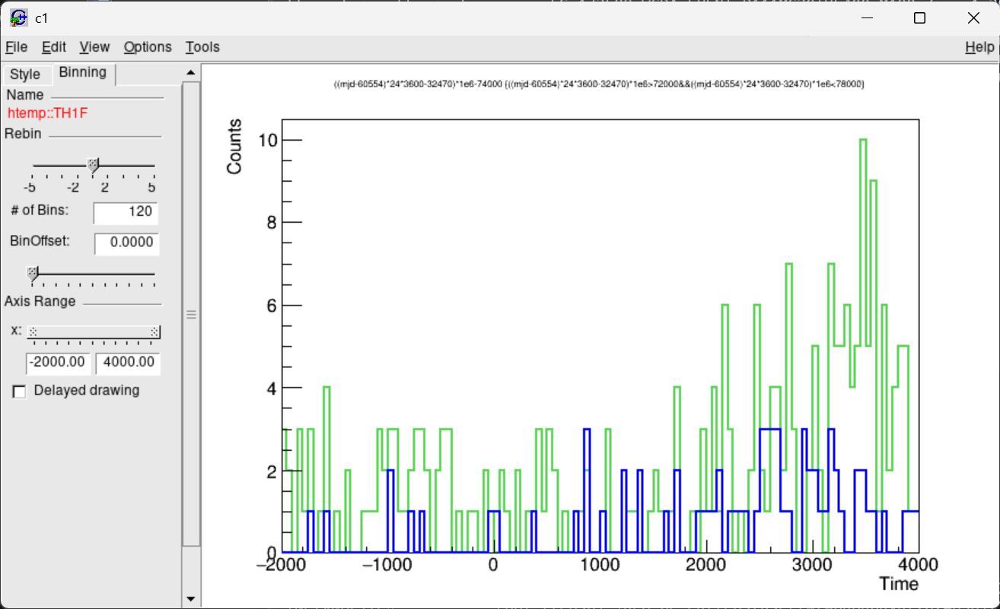 c1
File Edit View Options Tools Help
Style Binning
Name
htemp::TH1F
Rebin
-5 -2 2 5
# of Bins: 120
BinOffset: 0.0000
Axis Range
x:
-2000.00 4000.00
Delayed drawing
((mjd-60554)*24*3600-32470)*1e6-74000 {((mjd-60554)*24*3600-32470)*1e6>72000&&((mjd-60554)*24*3600-32470)*1e6<78000}
Counts
10
8
6
4
2
0
−2000 −1000 0 1000 2000 3000 4000
Time